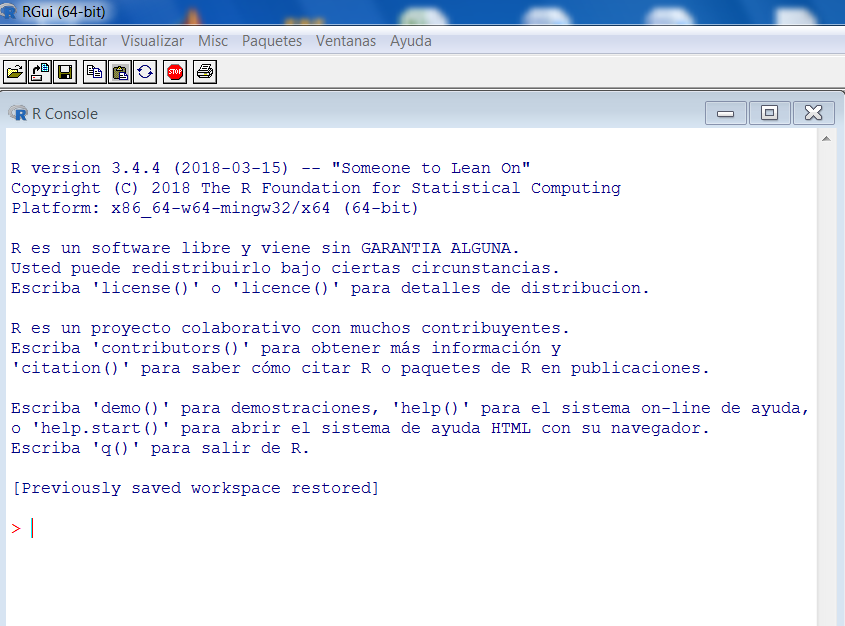 RGui (64-bit)
Archivo Editar Visualizar Misc Paquetes Ventanas Ayuda
STOP
R Console
R version 3.4.4 (2018-03-15) -- "Someone to Lean On"
Copyright (C) 2018 The R Foundation for Statistical Computing
Platform: x86_64-w64-mingw32/x64 (64-bit)
R es un software libre y viene sin GARANTIA ALGUNA.
Usted puede redistribuirlo bajo ciertas circunstancias.
Escriba 'license()' o 'licence()' para detalles de distribucion.
R es un proyecto colaborativo con muchos contribuyentes.
Escriba 'contributors()' para obtener más información y
'citation()' para saber cómo citar R o paquetes de R en publicaciones.
Escriba 'demo()' para demostraciones, 'help()' para el sistema on-line de ayuda,
o 'help.start()' para abrir el sistema de ayuda HTML con su navegador.
Escriba 'q()' para salir de R.
[Previously saved workspace restored]
>